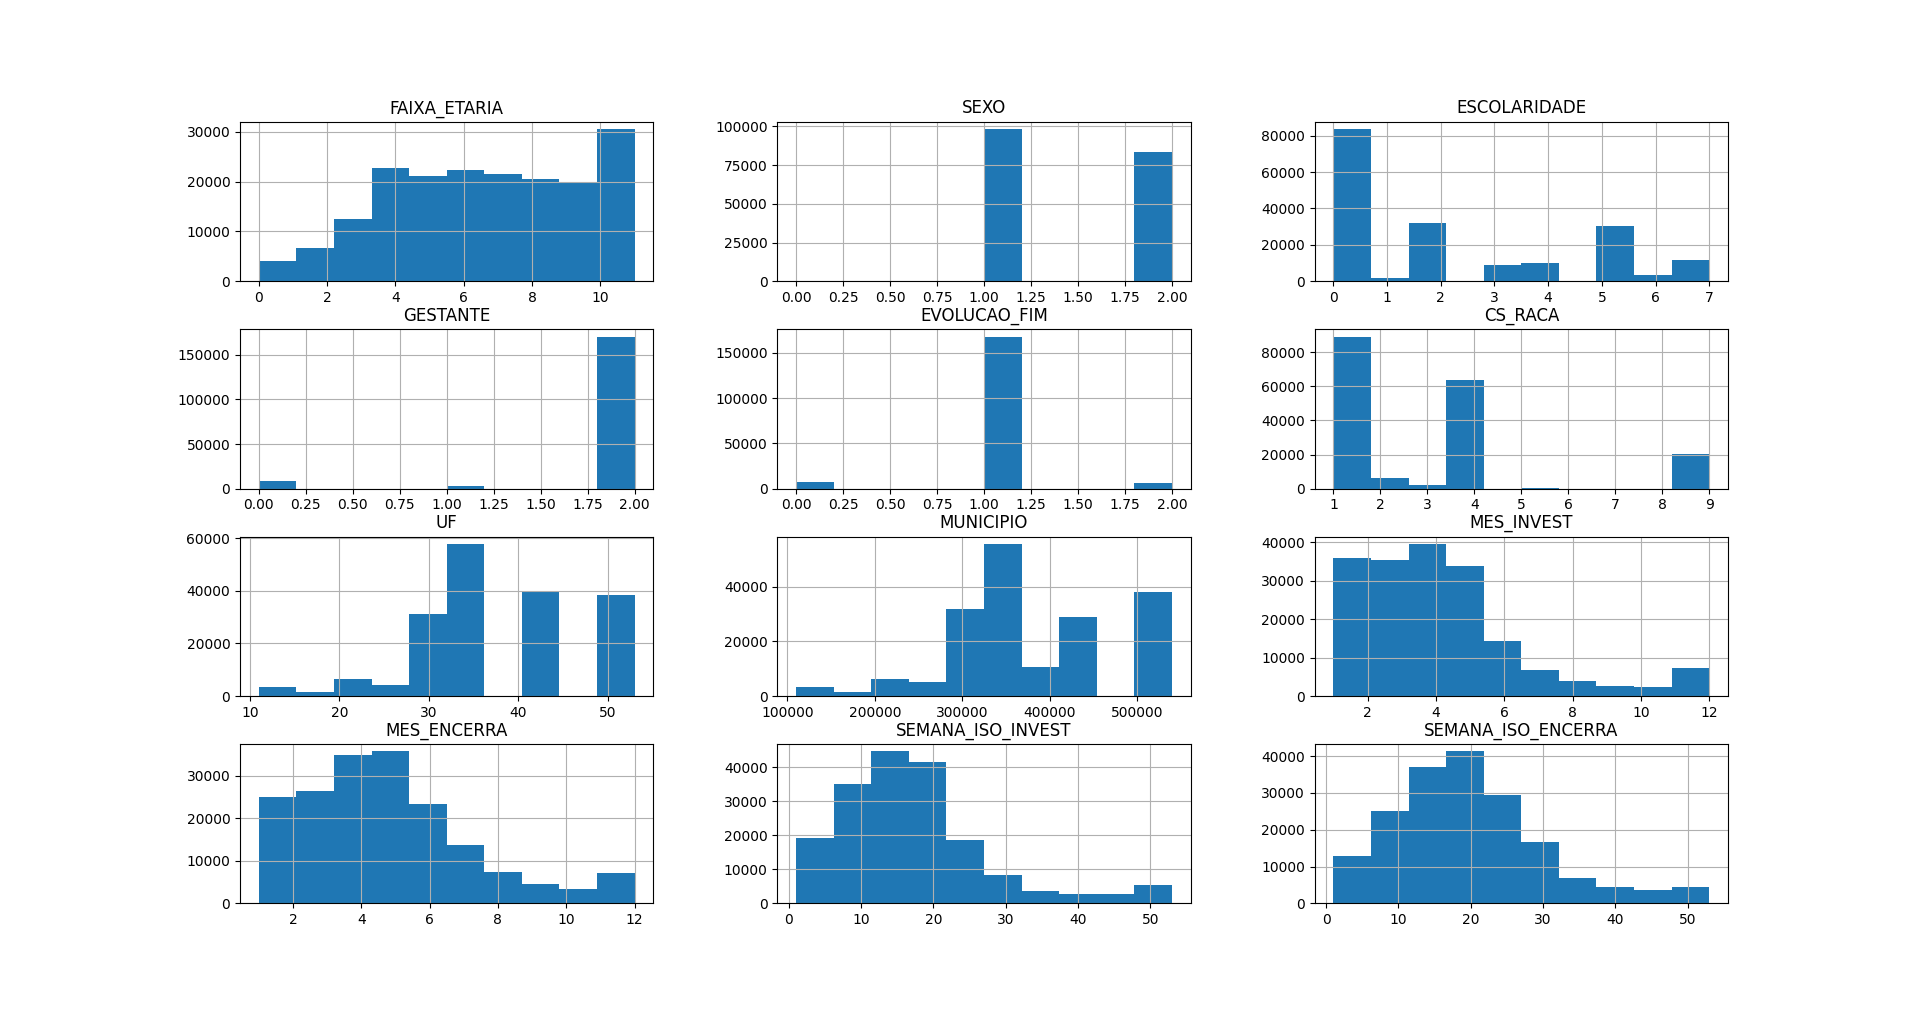 FAIXA_ETARIA
30000
20000
10000
0
0 2 4 6 8 10
SEXO
100000
75000
50000
25000
0
0.00 0.25 0.50 0.75 1.00 1.25 1.50 1.75 2.00
ESCOLARIDADE
80000
60000
40000
20000
0
0 1 2 3 4 5 6 7
GESTANTE
150000
100000
50000
0
0.00 0.25 0.50 0.75 1.00 1.25 1.50 1.75 2.00
EVOLUCAO_FIM
150000
100000
50000
0
0.00 0.25 0.50 0.75 1.00 1.25 1.50 1.75 2.00
CS_RACA
80000
60000
40000
20000
0
1 2 3 4 5 6 7 8 9
UF
60000
40000
20000
0
10 20 30 40 50
MUNICIPIO
40000
20000
0
100000 200000 300000 400000 500000
MES_INVEST
40000
30000
20000
10000
0
2 4 6 8 10 12
MES_ENCERRA
30000
20000
10000
0
2 4 6 8 10 12
SEMANA_ISO_INVEST
40000
30000
20000
10000
0
0 10 20 30 40 50
SEMANA_ISO_ENCERRA
40000
30000
20000
10000
0
0 10 20 30 40 50